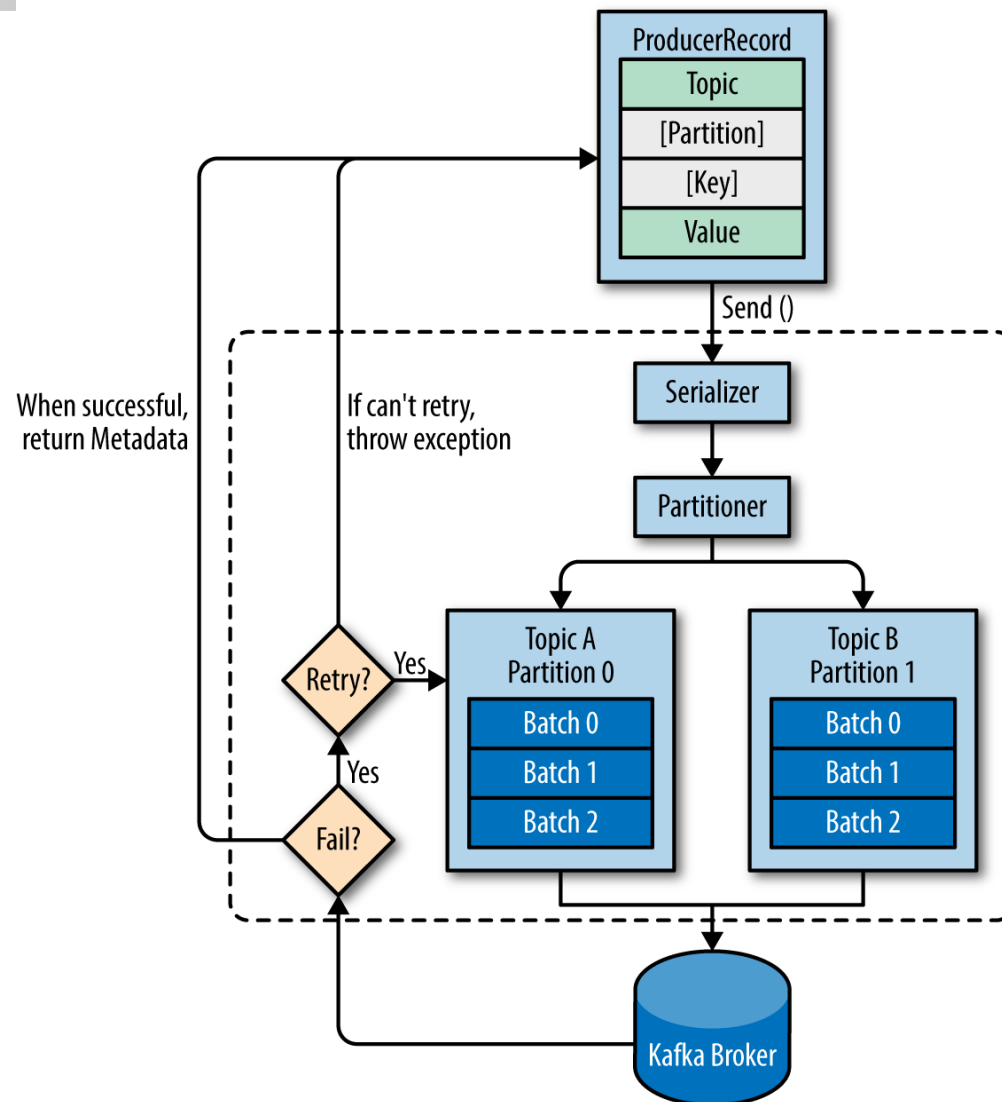 ProducerRecord
Topic
[Partition]
[Key]
Value
Send ()
Serializer
When successful,
return Metadata
If can't retry,
throw exception
Partitioner
Topic A
Partition 0
Batch 0
Batch 1
Batch 2
Topic B
Partition 1
Batch 0
Batch 1
Batch 2
Retry?
Yes
Yes
Fail?
Kafka Broker